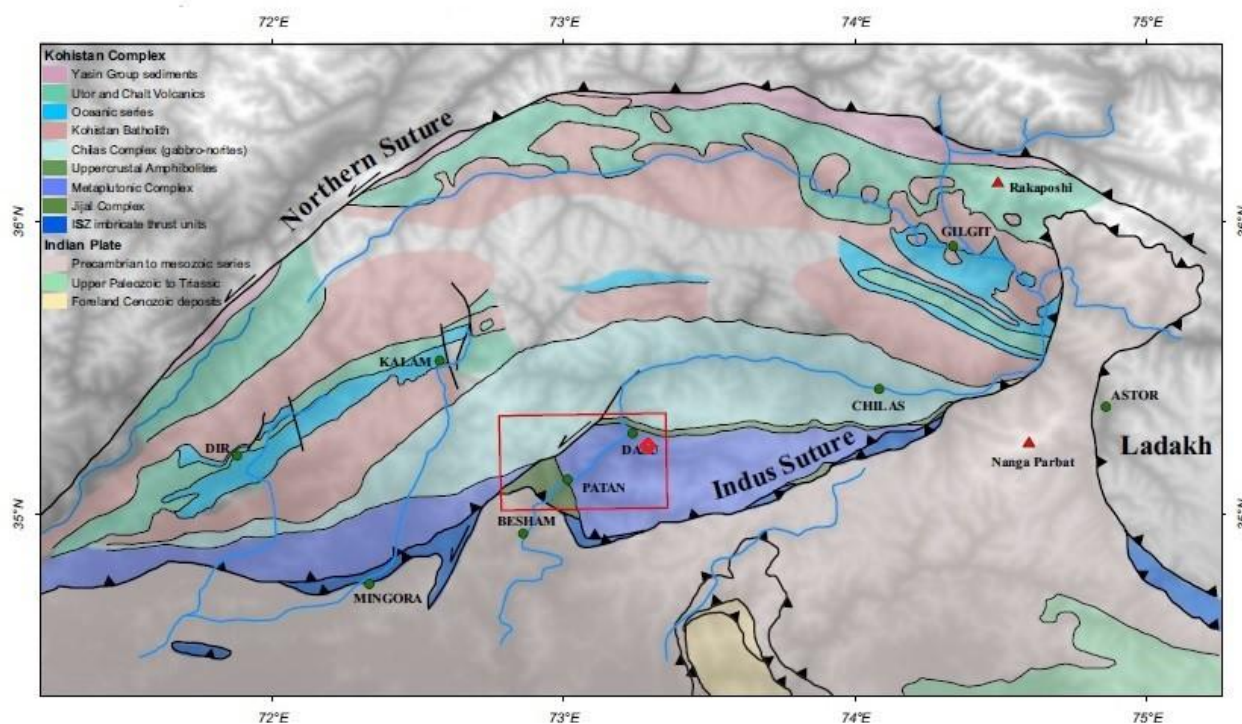 72°E 73°E 74°E 75°E
Kohistan Complex
Yasin Group sediments
Utor and Chalt Volcanics
Oceanic series
Kohistan Batholith
Chilas Complex (gabbro-norites)
Uppercrustal Amphibolites
Metaplutonic Complex
Jijal Complex
ISZ imbricate thrust units
Indian Plate
Precambrian to mesozoic series
Upper Paleozoic to Triassic
Foreland Cenozoic deposits
Northern Suture
Rakaposhi
36°N
GILGIT
KALAM
CHILAS
ASTOR
DIR
Ladakh
Indus Suture
Nanga Parbat
PATAN
35°N
BESHAM
MINGORA
72°E 73°E 74°E 75°E